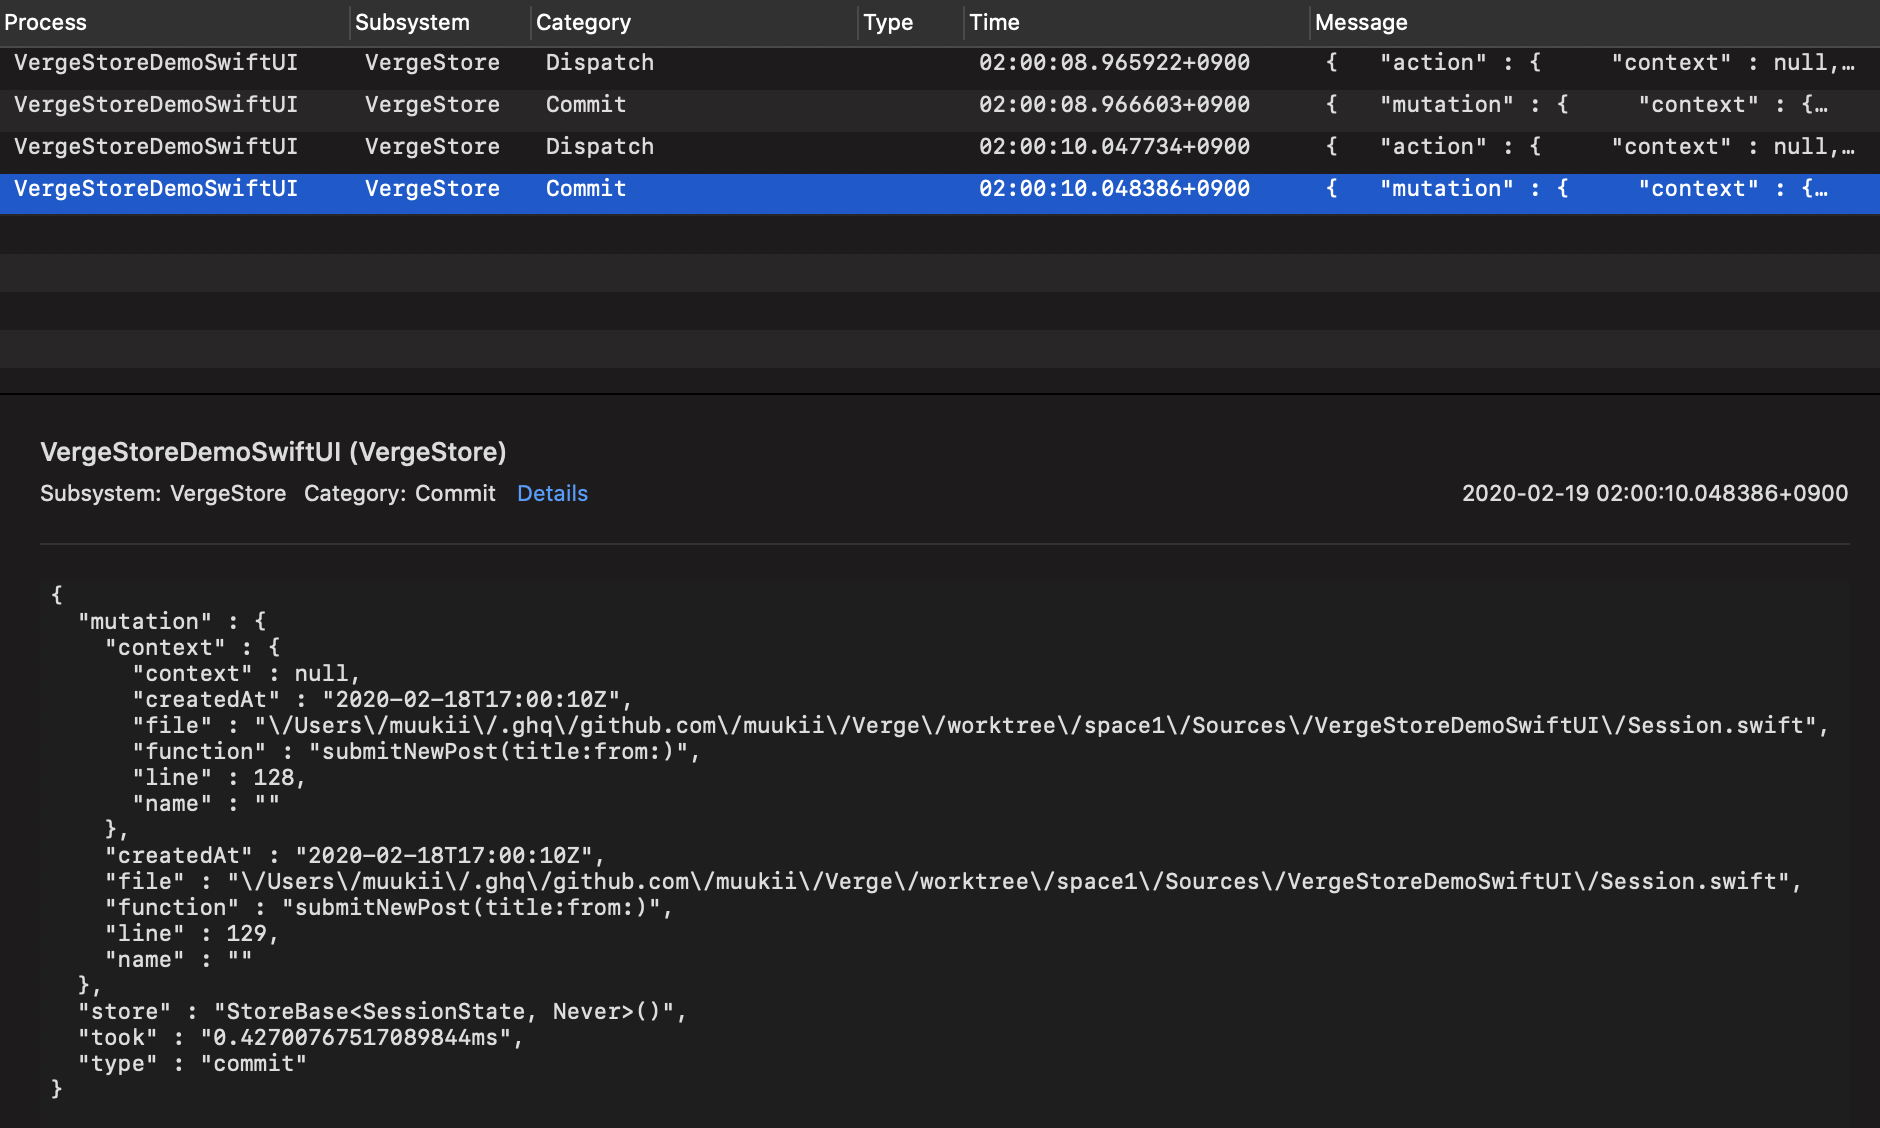 Process Subsystem Category Type Time Message
VergeStoreDemoSwiftUI VergeStore Dispatch 02:00:08.965922+0900 { "action" : { "context" : null,…
VergeStoreDemoSwiftUI VergeStore Commit 02:00:08.966603+0900 { "mutation" : { "context" : {…
VergeStoreDemoSwiftUI VergeStore Dispatch 02:00:10.047734+0900 { "action" : { "context" : null,…
VergeStoreDemoSwiftUI VergeStore Commit 02:00:10.048386+0900 { "mutation" : { "context" : {…
VergeStoreDemoSwiftUI (VergeStore)
Subsystem: VergeStore Category: Commit Details 2020-02-19 02:00:10.048386+0900
{
  "mutation" : {
    "context" : {
      "context" : null,
      "createdAt" : "2020-02-18T17:00:10Z",
      "file" : "\/Users\/muukii\/.ghq\/github.com\/muukii\/Verge\/worktree\/space1\/Sources\/VergeStoreDemoSwiftUI\/Session.swift",
      "function" : "submitNewPost(title:from:)",
      "line" : 128,
      "name" : ""
    },
    "createdAt" : "2020-02-18T17:00:10Z",
    "file" : "\/Users\/muukii\/.ghq\/github.com\/muukii\/Verge\/worktree\/space1\/Sources\/VergeStoreDemoSwiftUI\/Session.swift",
    "function" : "submitNewPost(title:from:)",
    "line" : 129,
    "name" : ""
  },
  "store" : "StoreBase<SessionState, Never>()",
  "took" : "0.42700767517089844ms",
  "type" : "commit"
}